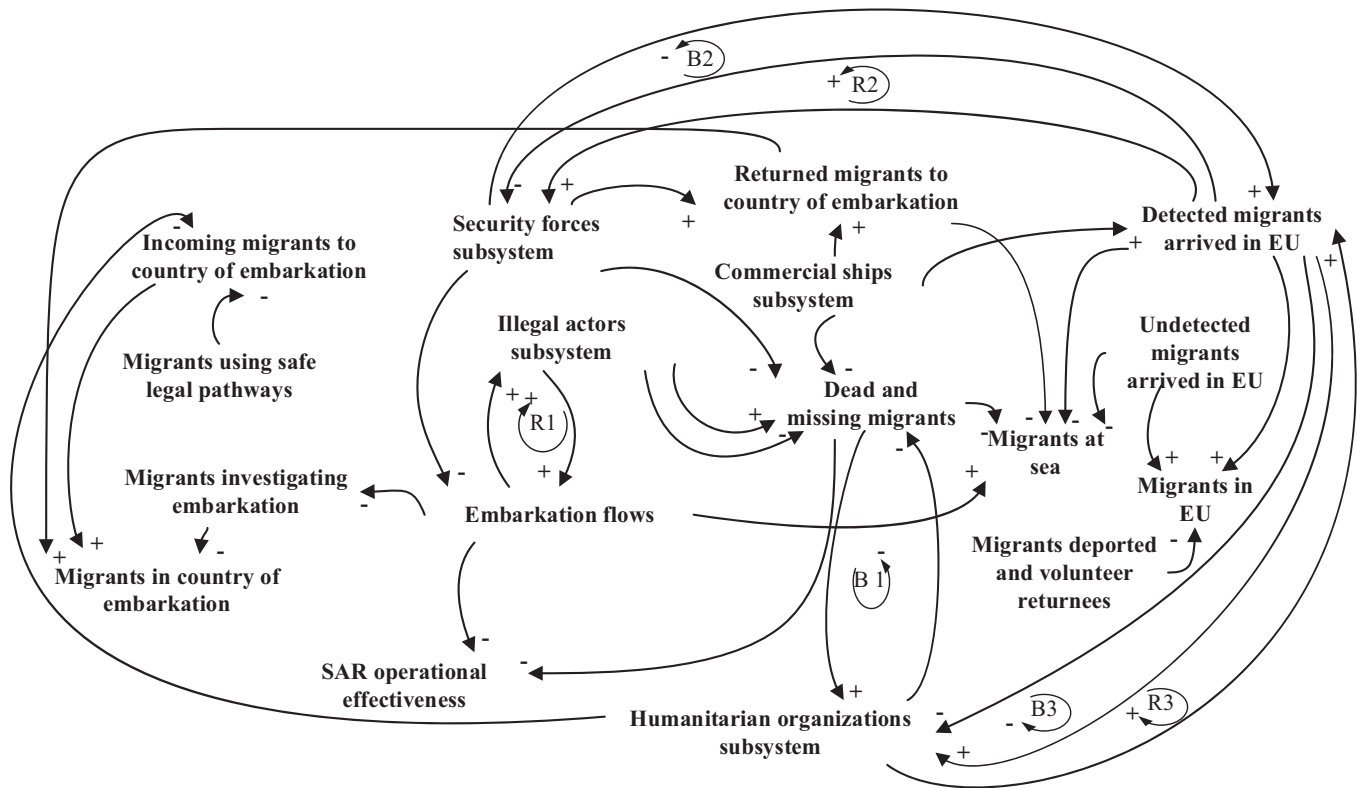 - B2
+ R2
- +
Returned migrants to
country of embarkation
+
+
Security forces
subsystem
+
Detected migrants
arrived in EU
+
+
-
Incoming migrants to
country of embarkation
-
Commercial ships
subsystem
Illegal actors
subsystem
Undetected
migrants
arrived in EU
Migrants using safe
legal pathways
- -
Dead and
missing migrants
+ +
R1
+
-
-
- - - -
Migrants at
sea
+
-
+
+ +
Migrants in
EU
Migrants investigating
embarkation
-
-
Embarkation flows
-
+ +
Migrants in country of
embarkation
-
B 1
-
Migrants deported
and volunteer
returnees
-
-
SAR operational
effectiveness
+
Humanitarian organizations
subsystem
-
+
- B3
+ R3